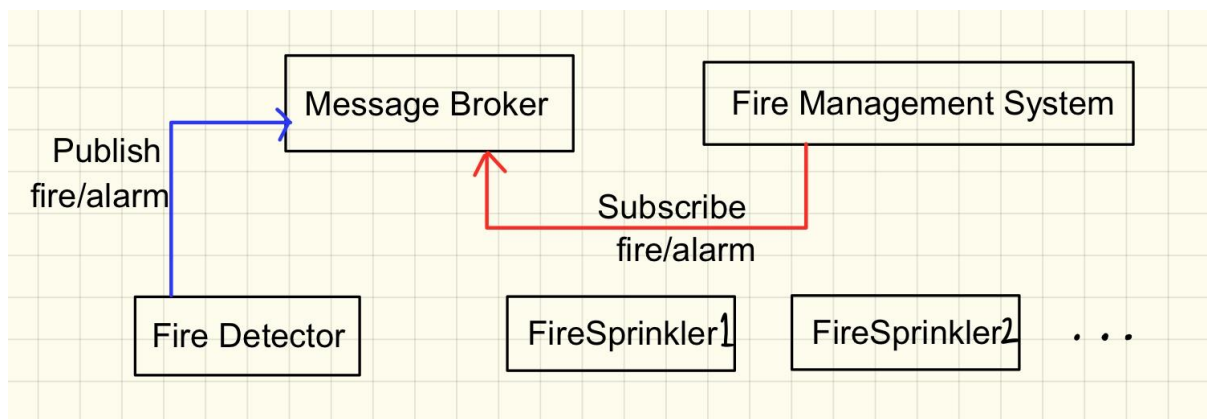 Message Broker
Fire Management System
Publish
fire/alarm
Subscribe
fire/alarm
Fire Detector
FireSprinkler1
FireSprinkler2
...